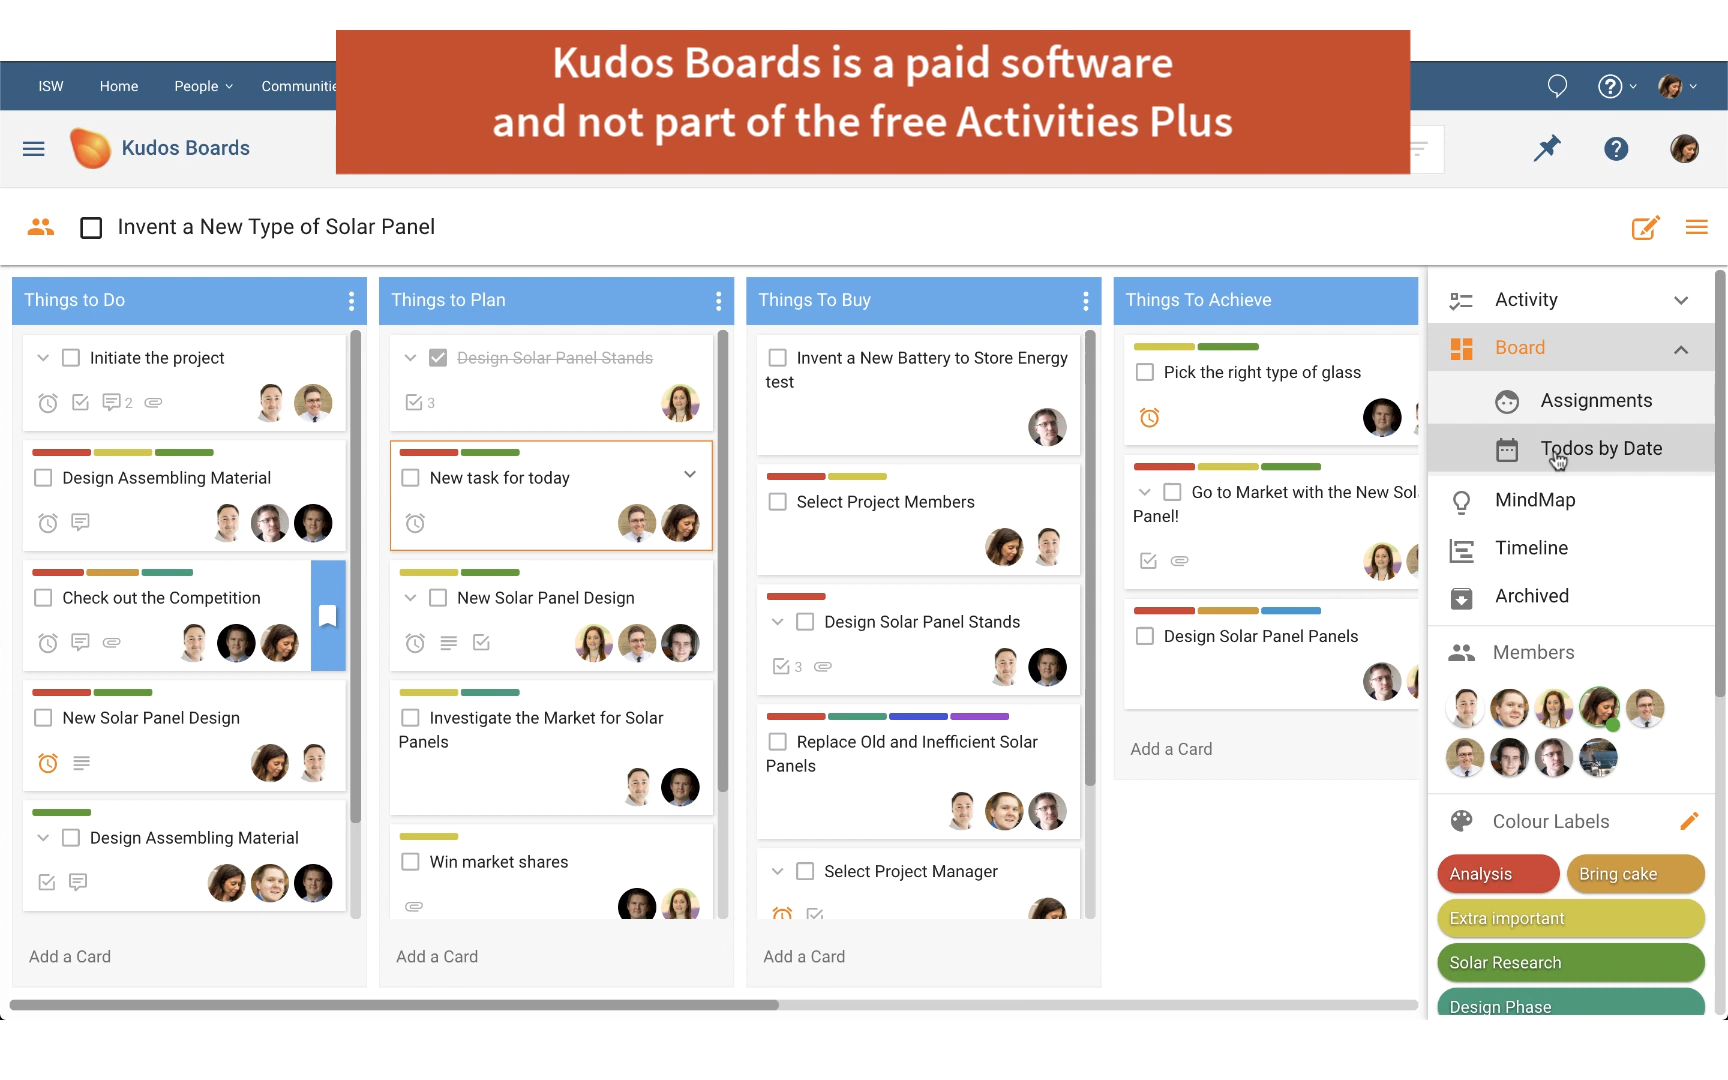 Kudos Boards is a paid software
and not part of the free Activities Plus
ISW Home People
Kudos Boards
Invent a New Type of Solar Panel
Things to Do
Initiate the project
2
Design Assembling Material
Check out the Competition
New Solar Panel Design
Design Assembling Material
Add a Card
Things to Plan
Design Solar Panel Stands
3
New task for today
New Solar Panel Design
Investigate the Market for Solar
Panels
Win market shares
Add a Card
Things To Buy
Invent a New Battery to Store Energy
test
Select Project Members
Design Solar Panel Stands
3
Replace Old and Inefficient Solar
Panels
Select Project Manager
Add a Card
Things To Achieve
Pick the right type of glass
Go to Market with the New
Panel!
Design Solar Panel Panels
Add a Card
Activity
Board
Assignments
Todos by Date
MindMap
Timeline
Archived
Members
Colour Labels
Analysis
Bring cake
Extra important
Solar Research
Design Phase